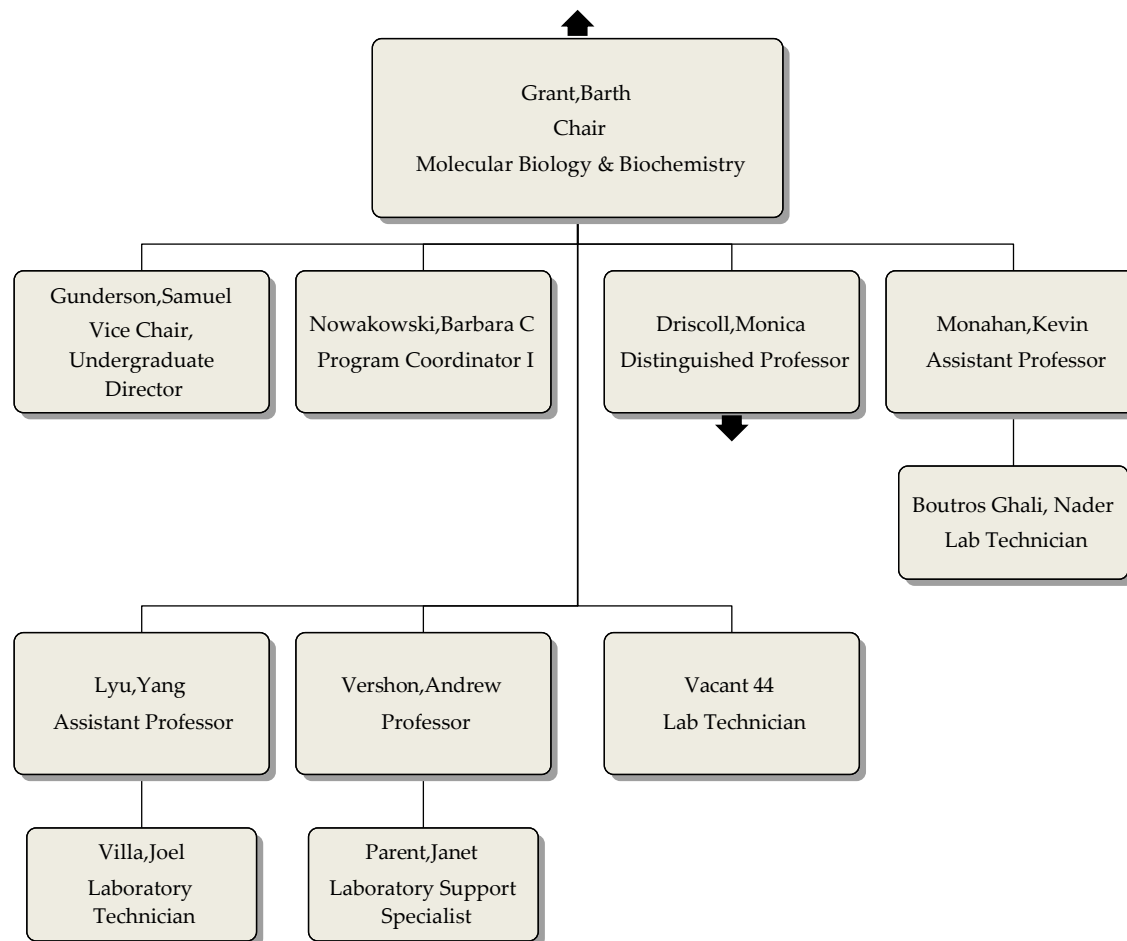 Grant,Barth
Chair
Molecular Biology & Biochemistry
Gunderson,Samuel
Vice Chair,
Undergraduate
Director
Nowakowski,Barbara C
Program Coordinator I
Driscoll,Monica
Distinguished Professor
Monahan,Kevin
Assistant Professor
Boutros Ghali, Nader
Lab Technician
Lyu,Yang
Assistant Professor
Vershon,Andrew
Professor
Vacant 44
Lab Technician
Villa,Joel
Laboratory
Technician
Parent,Janet
Laboratory Support
Specialist